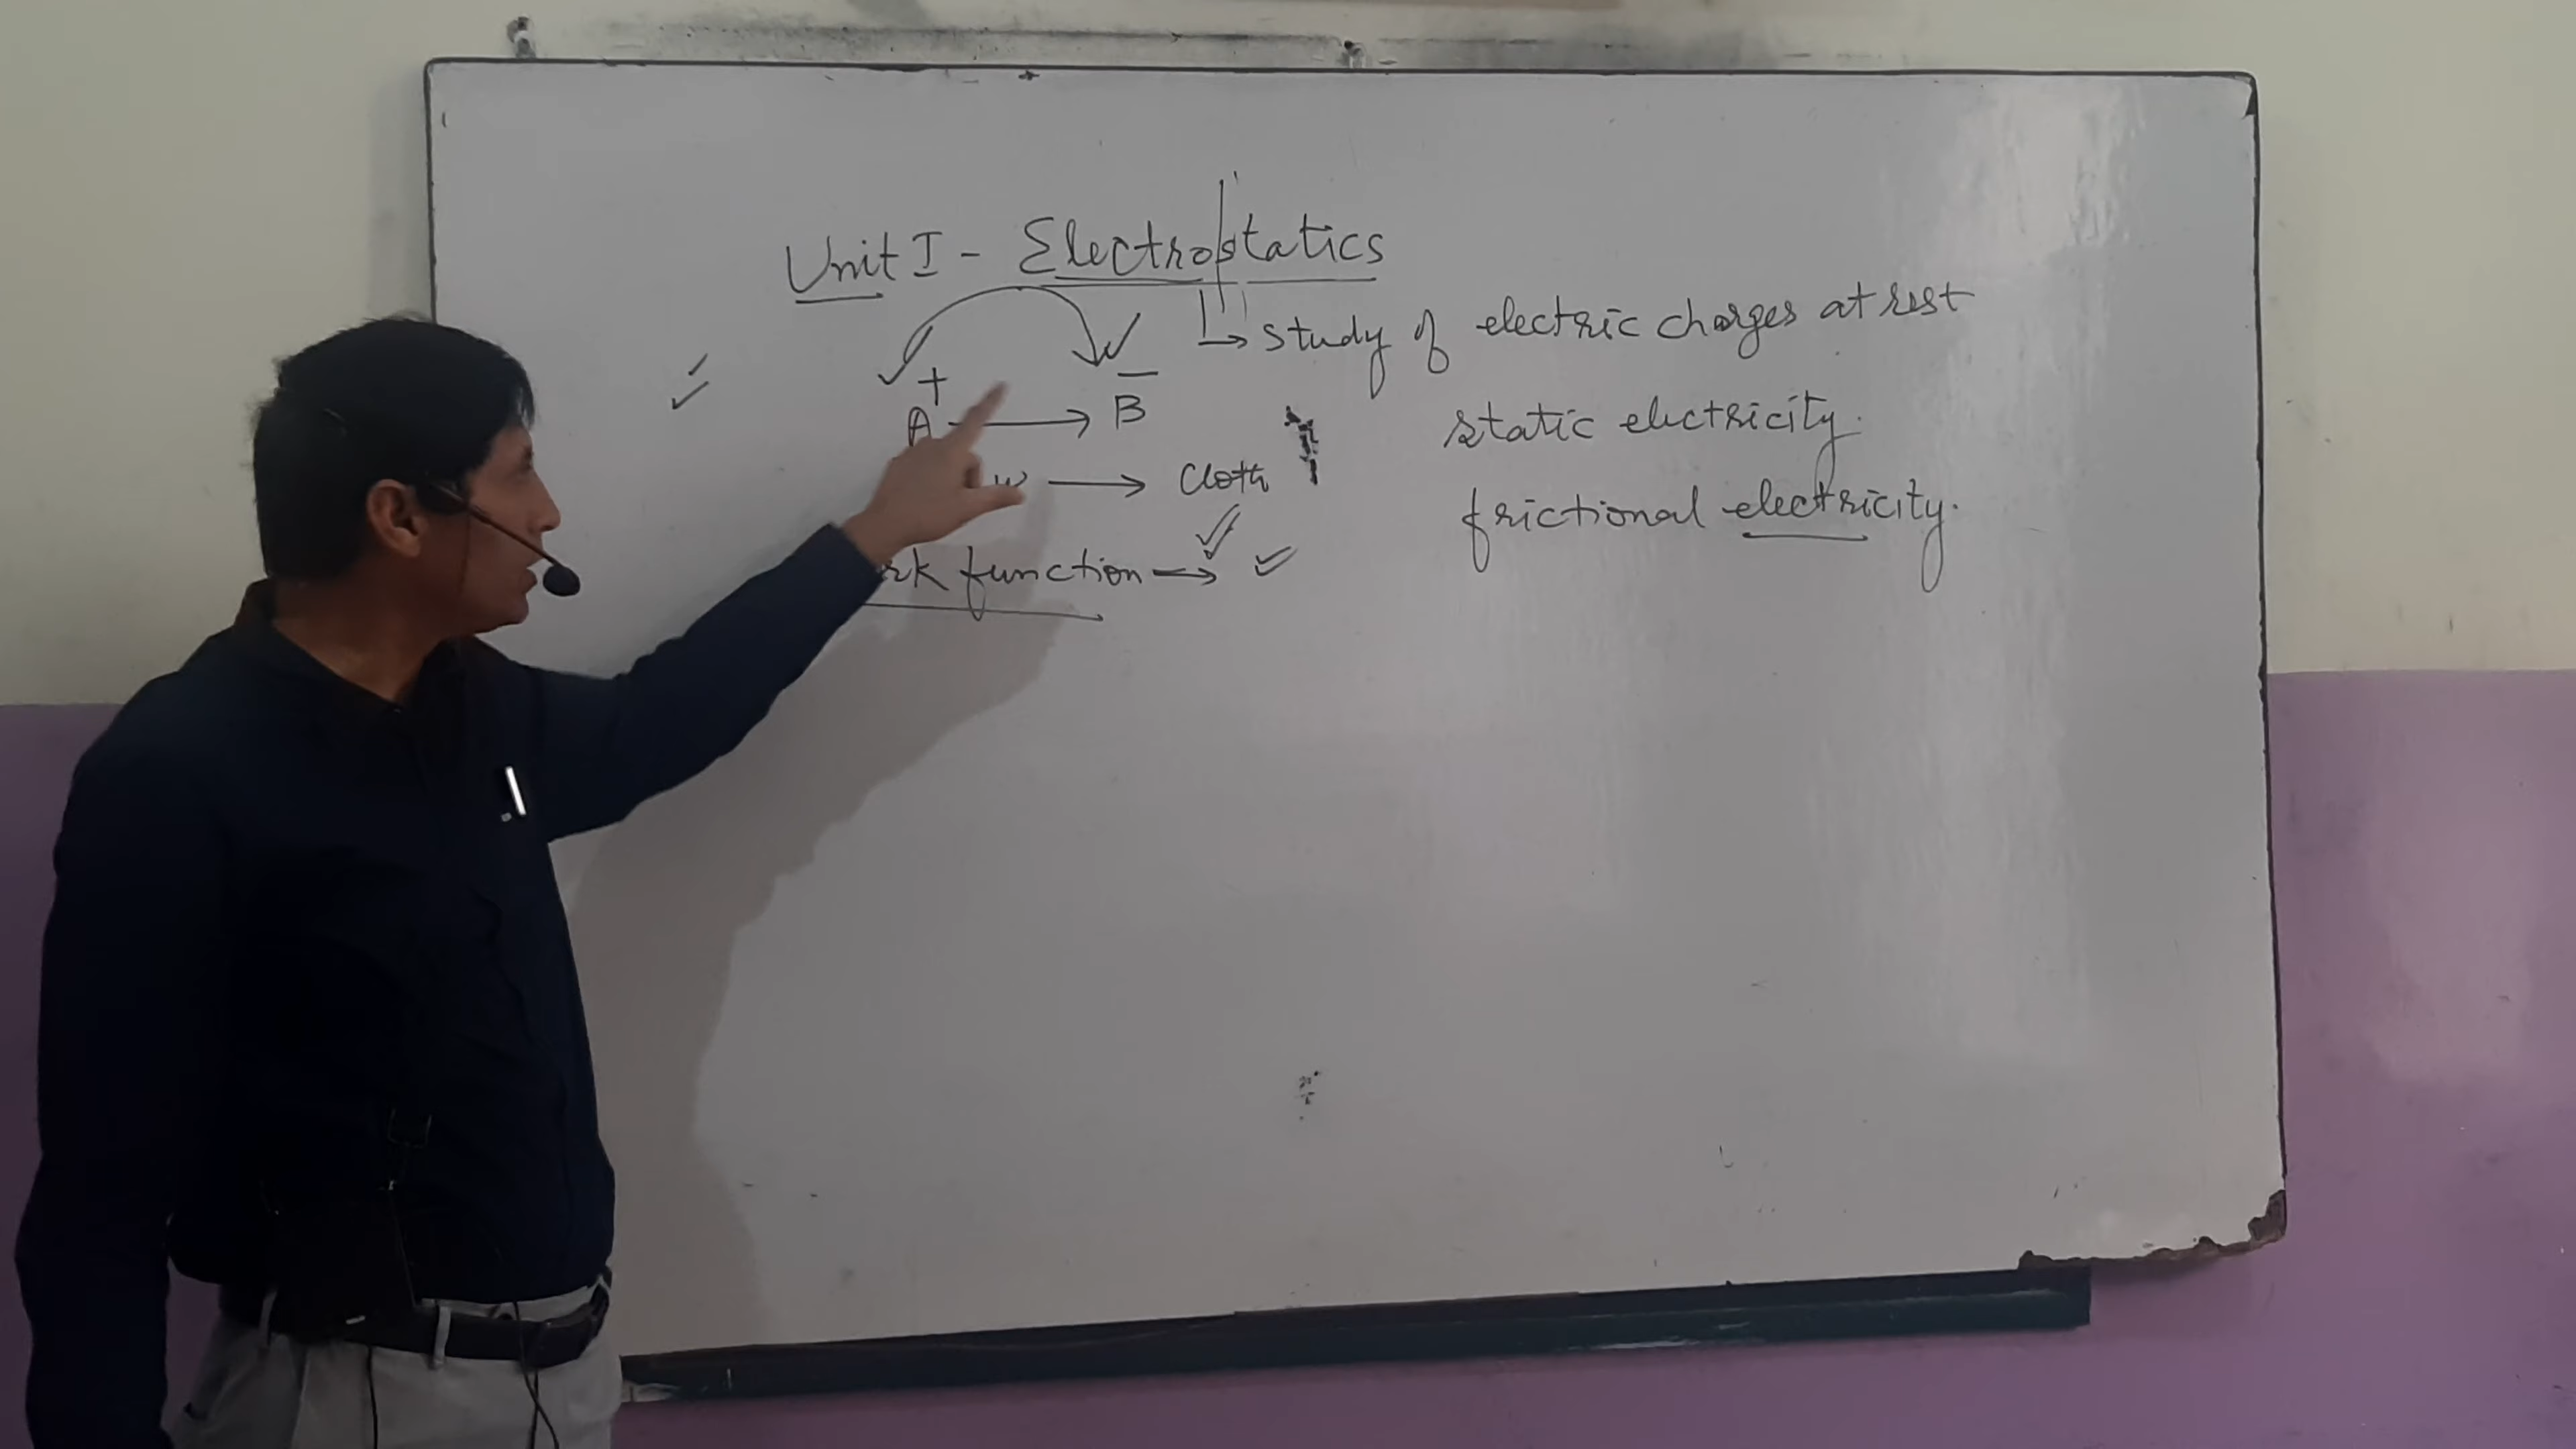 Unit I - Electrostatics
↳ study of electric charges at rest
+ −
A → B
static electricity.
→ Cloth
frictional electricity.
function →